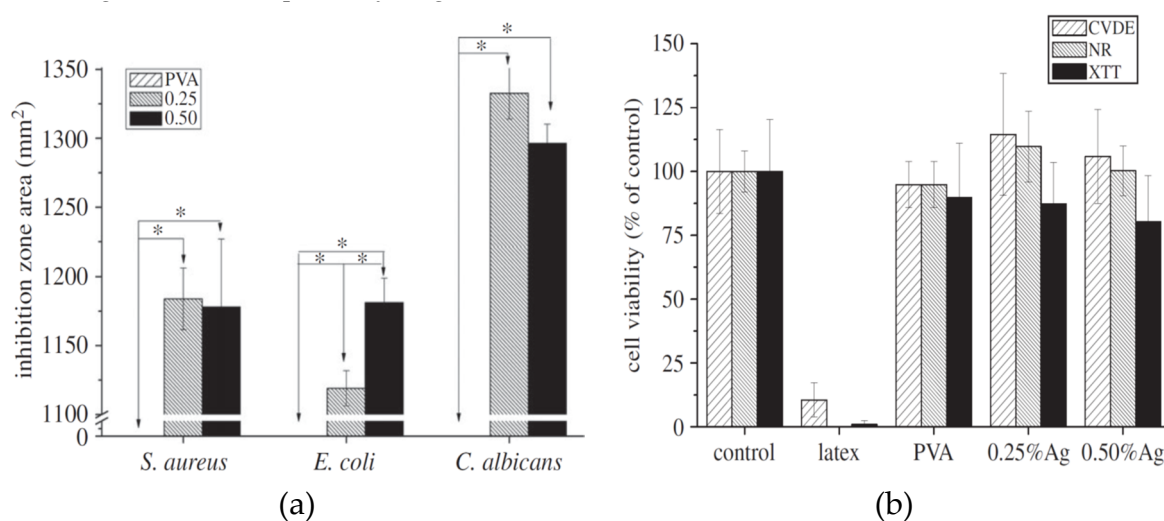 PVA
0.25
0.50
inhibition zone area (mm²)
1350
1300
1250
1200
1150
1100
0
*
*
*
*
* *
*
S. aureus
E. coli
C. albicans
(a)
CVDE
NR
XTT
cell viability (% of control)
150
125
100
75
50
25
0
control
latex
PVA
0.25%Ag
0.50%Ag
(b)